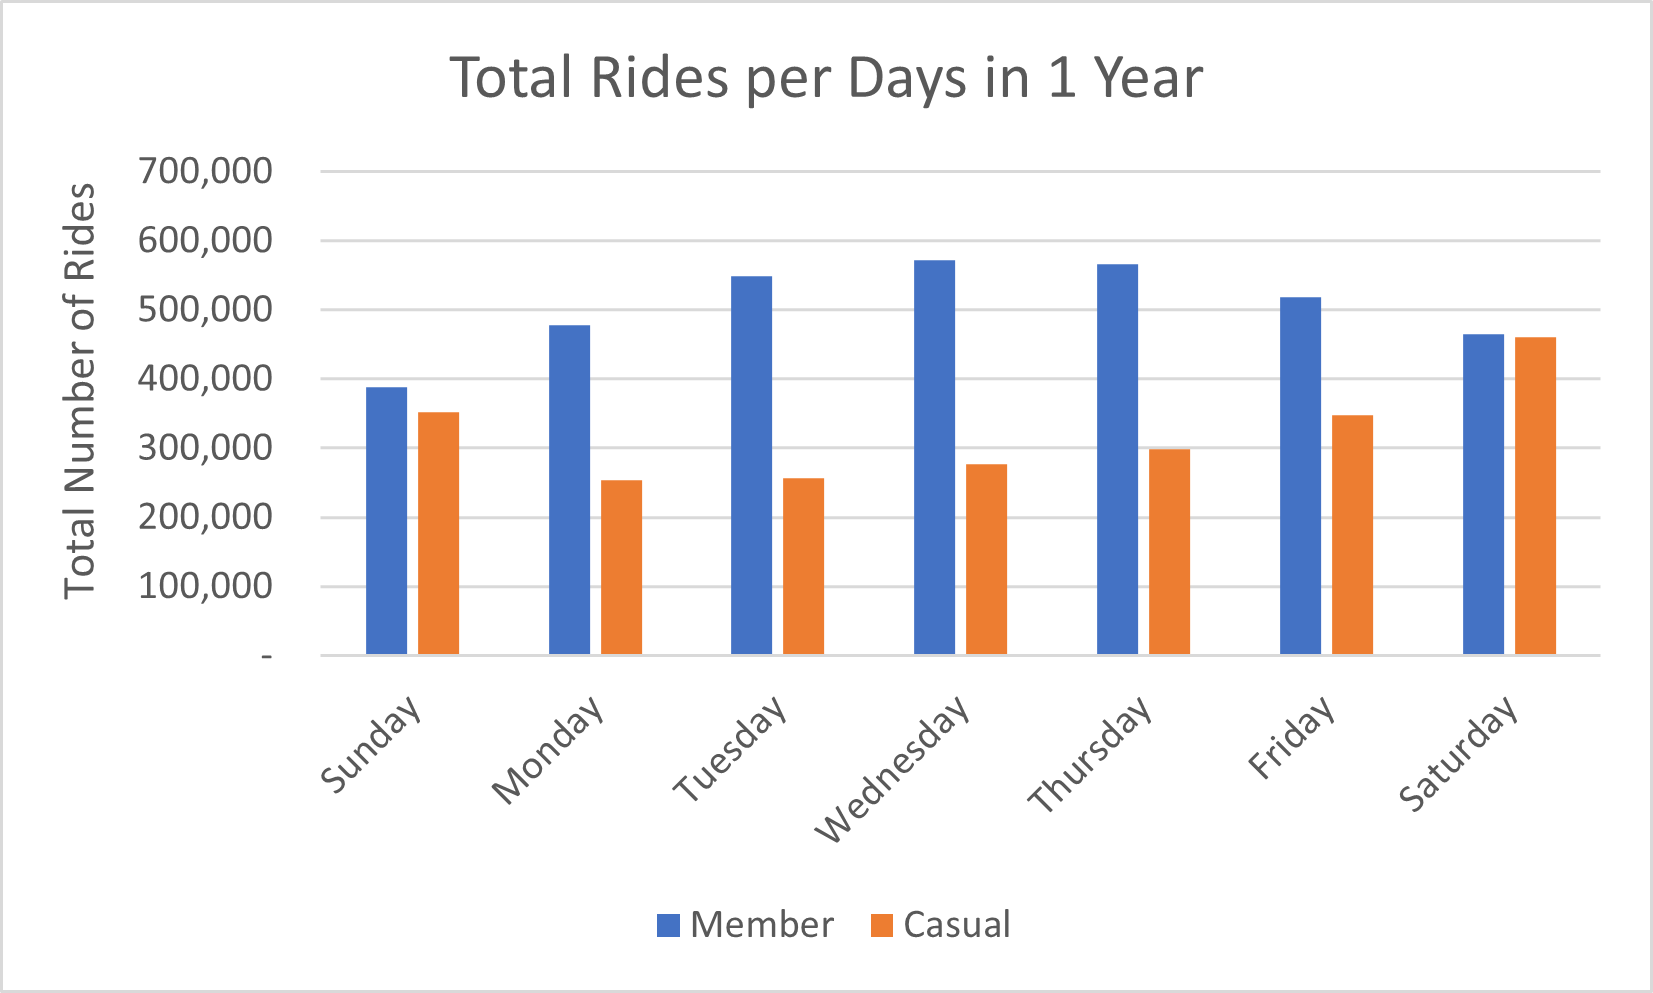 Total Rides per Days in 1 Year
Total Number of Rides
700,000
600,000
500,000
400,000
300,000
200,000
100,000
-
Sunday
Monday
Tuesday
Wednesday
Thursday
Friday
Saturday
Member Casual